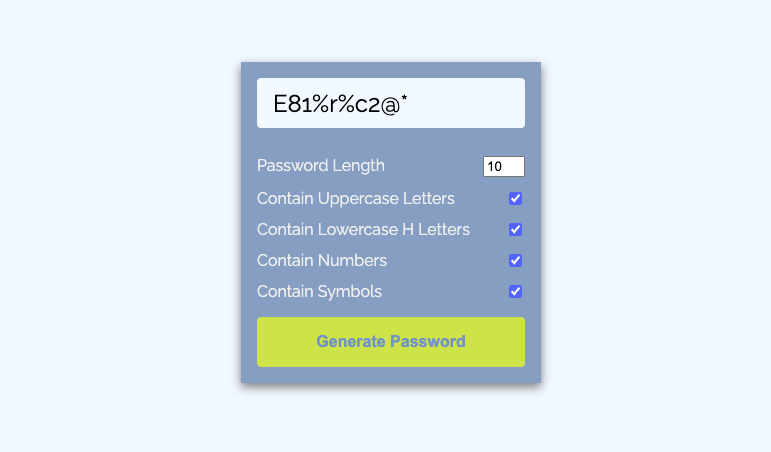 E81%r%c2@*
Password Length 10
Contain Uppercase Letters
Contain Lowercase H Letters
Contain Numbers
Contain Symbols
Generate Password